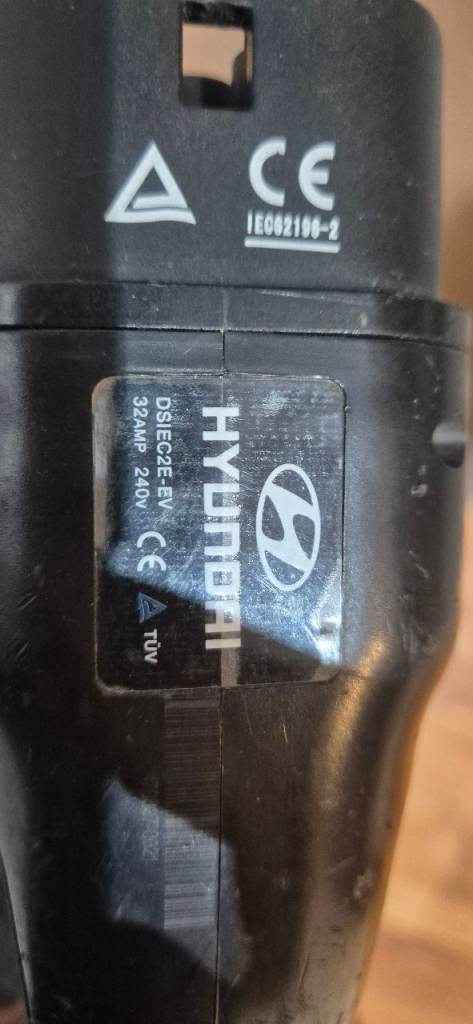 CE
IEC62196-2
HYUNDAI
DSIEC2E-EV
32AMP 240V CE TÜV